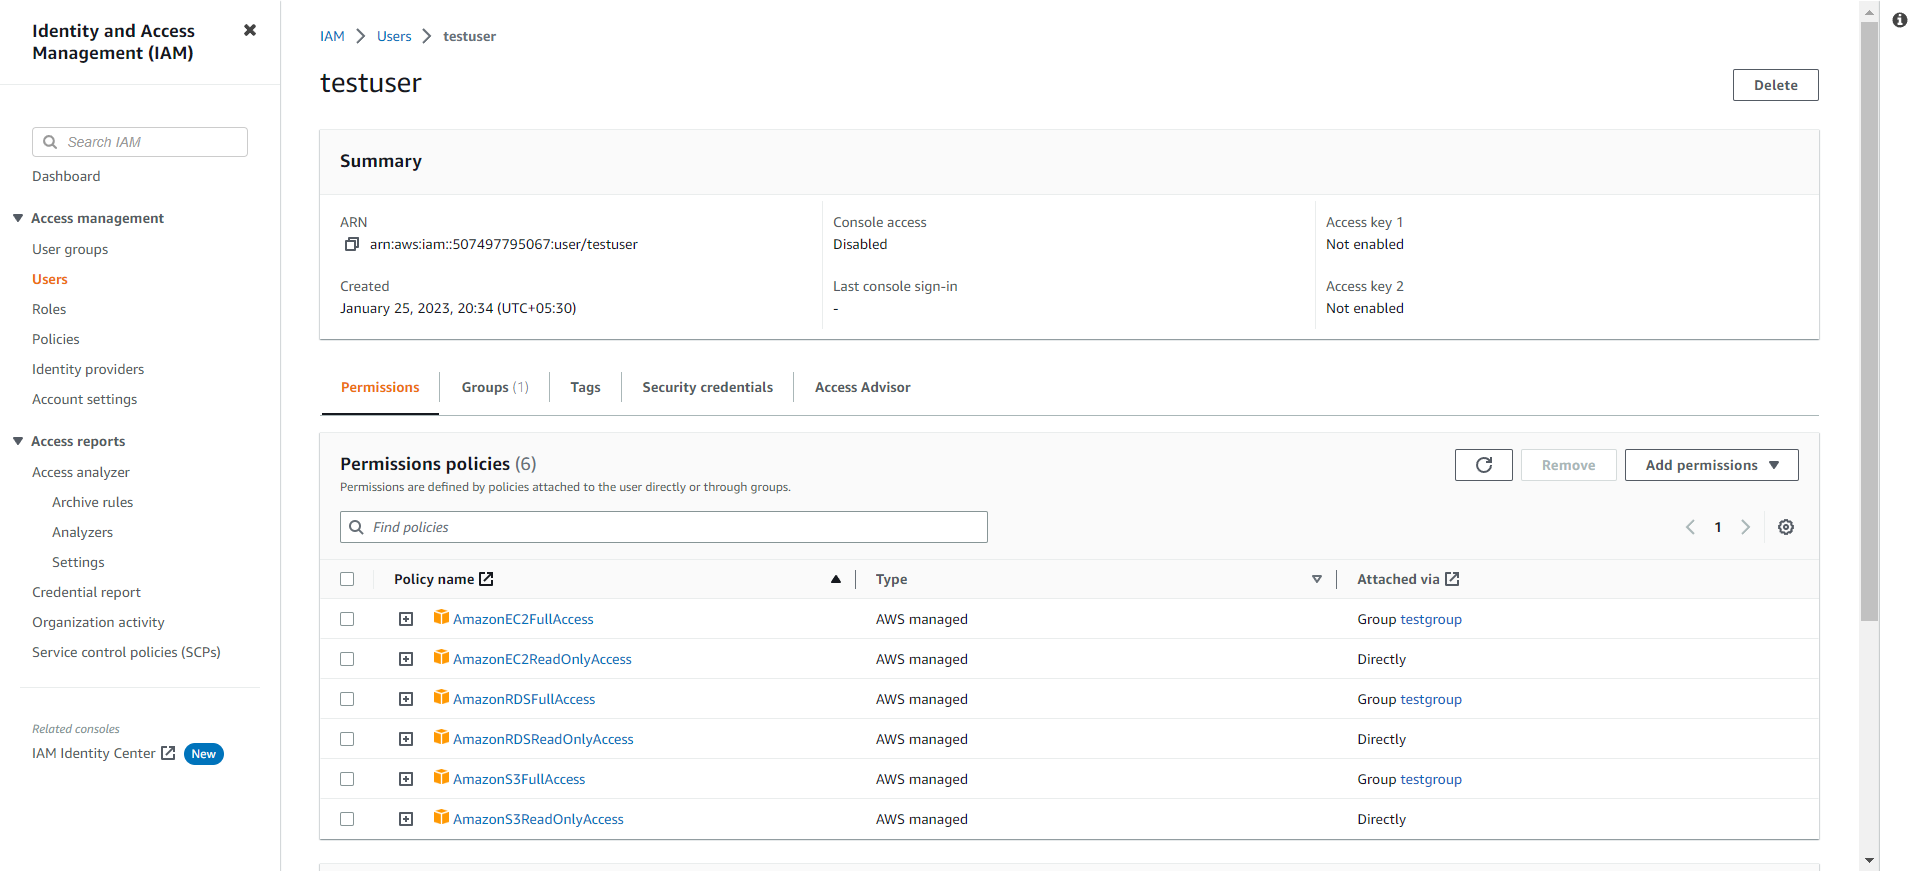 Identity and Access
Management (IAM)
Search IAM
Dashboard
Access management
User groups
Users
Roles
Policies
Identity providers
Account settings
Access reports
Access analyzer
Archive rules
Analyzers
Settings
Credential report
Organization activity
Service control policies (SCPs)
Related consoles
IAM Identity Center New
IAM > Users > testuser
testuser
Delete
Summary
ARN
arn:aws:iam::507497795067:user/testuser
Created
January 25, 2023, 20:34 (UTC+05:30)
Console access
Disabled
Last console sign-in
-
Access key 1
Not enabled
Access key 2
Not enabled
Permissions Groups (1) Tags Security credentials Access Advisor
Permissions policies (6)
Permissions are defined by policies attached to the user directly or through groups.
Remove Add permissions
Find policies
1
Policy name Type Attached via
AmazonEC2FullAccess AWS managed Group testgroup
AmazonEC2ReadOnlyAccess AWS managed Directly
AmazonRDSFullAccess AWS managed Group testgroup
AmazonRDSReadOnlyAccess AWS managed Directly
AmazonS3FullAccess AWS managed Group testgroup
AmazonS3ReadOnlyAccess AWS managed Directly